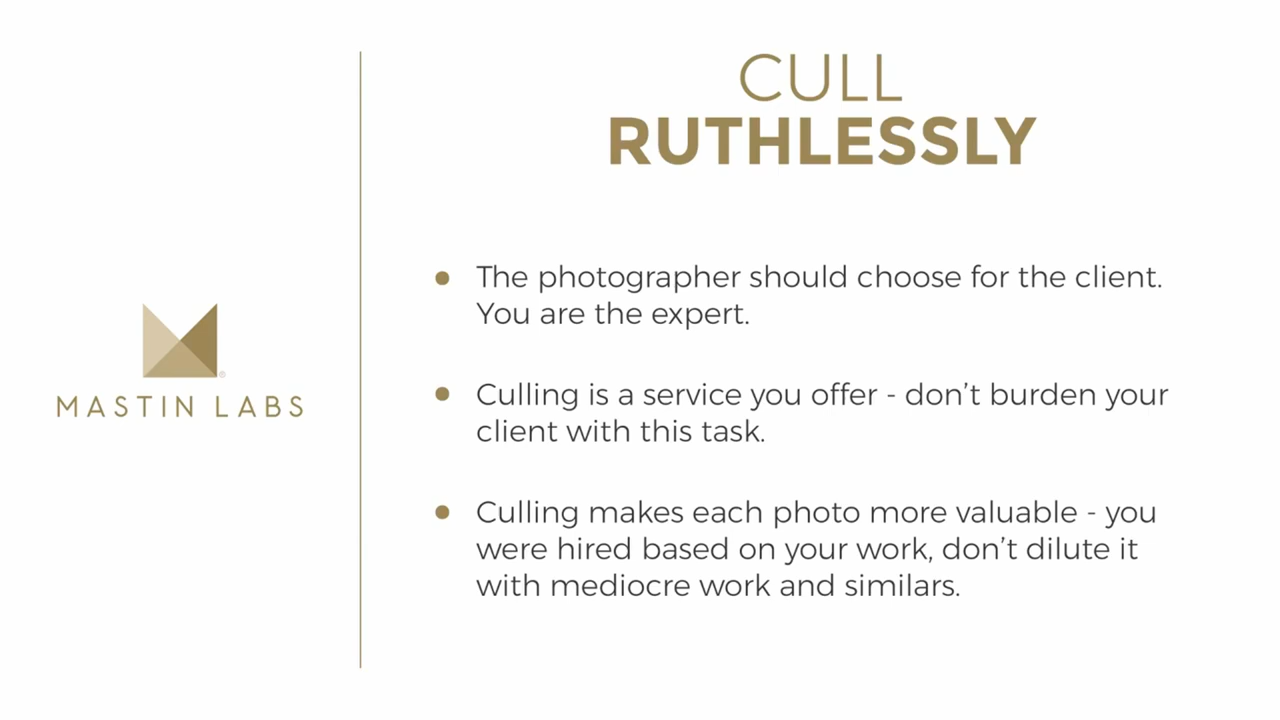 CULL
RUTHLESSLY
The photographer should choose for the client.
You are the expert.
Culling is a service you offer - don’t burden your
client with this task.
Culling makes each photo more valuable - you
were hired based on your work, don’t dilute it
with mediocre work and similars.
MASTIN LABS